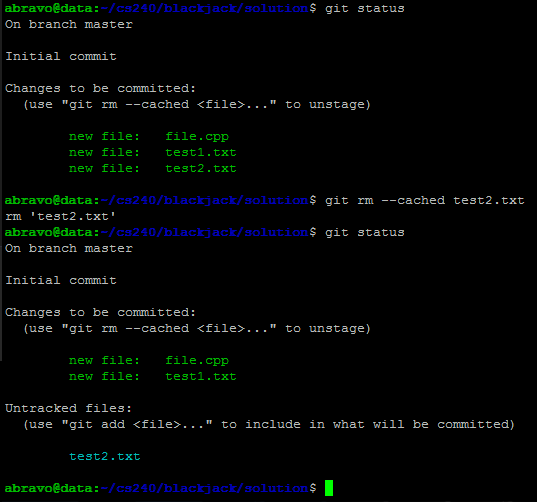 abravo@data:~/cs240/blackjack/solution$ git status
On branch master
Initial commit
Changes to be committed:
(use "git rm --cached <file>..." to unstage)
new file: file.cpp
new file: test1.txt
new file: test2.txt
abravo@data:~/cs240/blackjack/solution$ git rm --cached test2.txt
rm 'test2.txt'
abravo@data:~/cs240/blackjack/solution$ git status
On branch master
Initial commit
Changes to be committed:
(use "git rm --cached <file>..." to unstage)
new file: file.cpp
new file: test1.txt
Untracked files:
(use "git add <file>..." to include in what will be committed)
test2.txt
abravo@data:~/cs240/blackjack/solution$